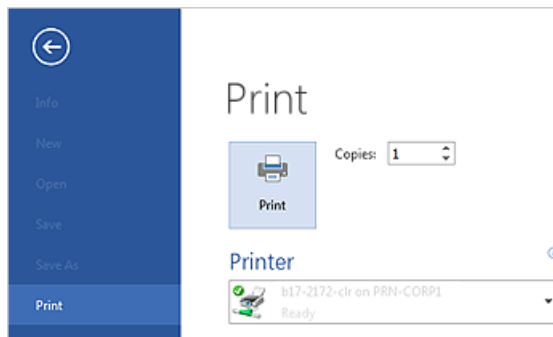 Info
New
Open
Save
Save As
Print
Print
Copies: 1
Print
Printer
b17-2172-clr on PRN-CORP1
Ready